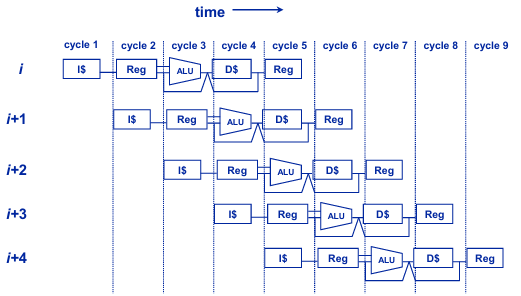 time
cycle 1 cycle 2 cycle 3 cycle 4 cycle 5 cycle 6 cycle 7 cycle 8 cycle 9
i I$ Reg ALU D$ Reg
i+1 I$ Reg ALU D$ Reg
i+2 I$ Reg ALU D$ Reg
i+3 I$ Reg ALU D$ Reg
i+4 I$ Reg ALU D$ Reg